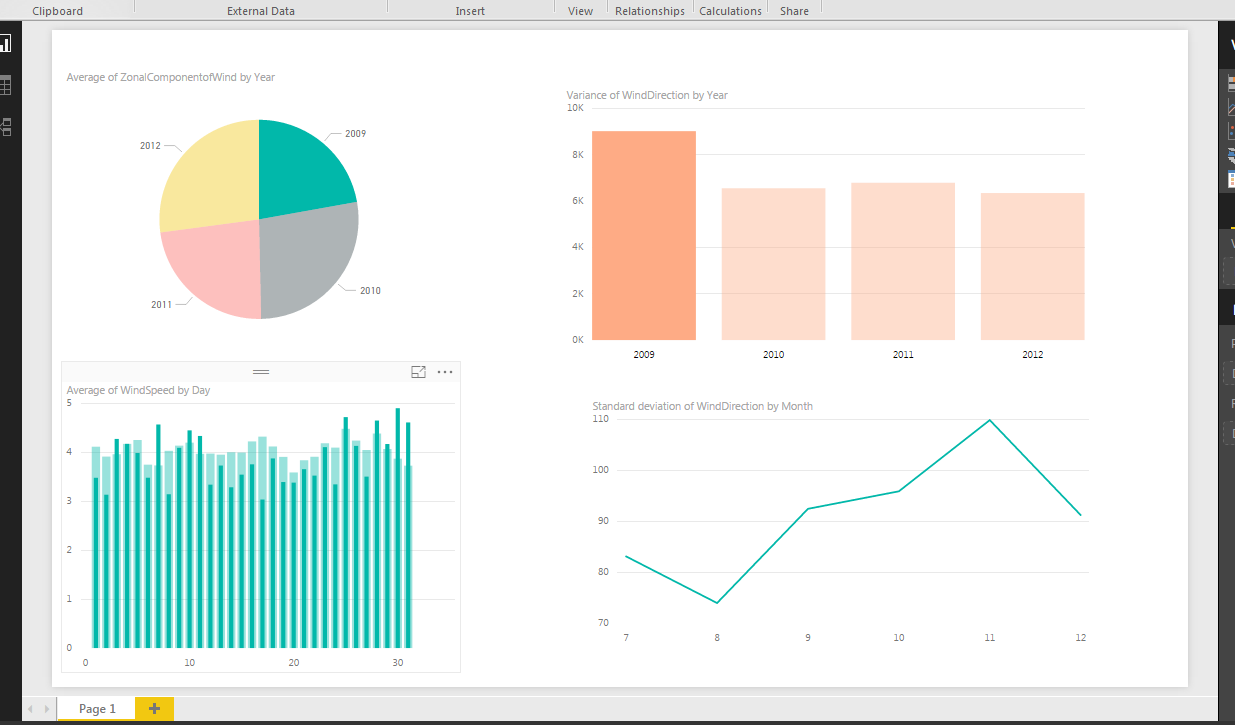 Clipboard External Data Insert View Relationships Calculations Share
Average of ZonalComponentofWind by Year
2009
2012
2010
2011
Variance of WindDirection by Year
10K
8K
6K
4K
2K
0K
2009 2010 2011 2012
Average of WindSpeed by Day
5
4
3
2
1
0
0 10 20 30
Standard deviation of WindDirection by Month
110
100
90
80
70
7 8 9 10 11 12
Page 1